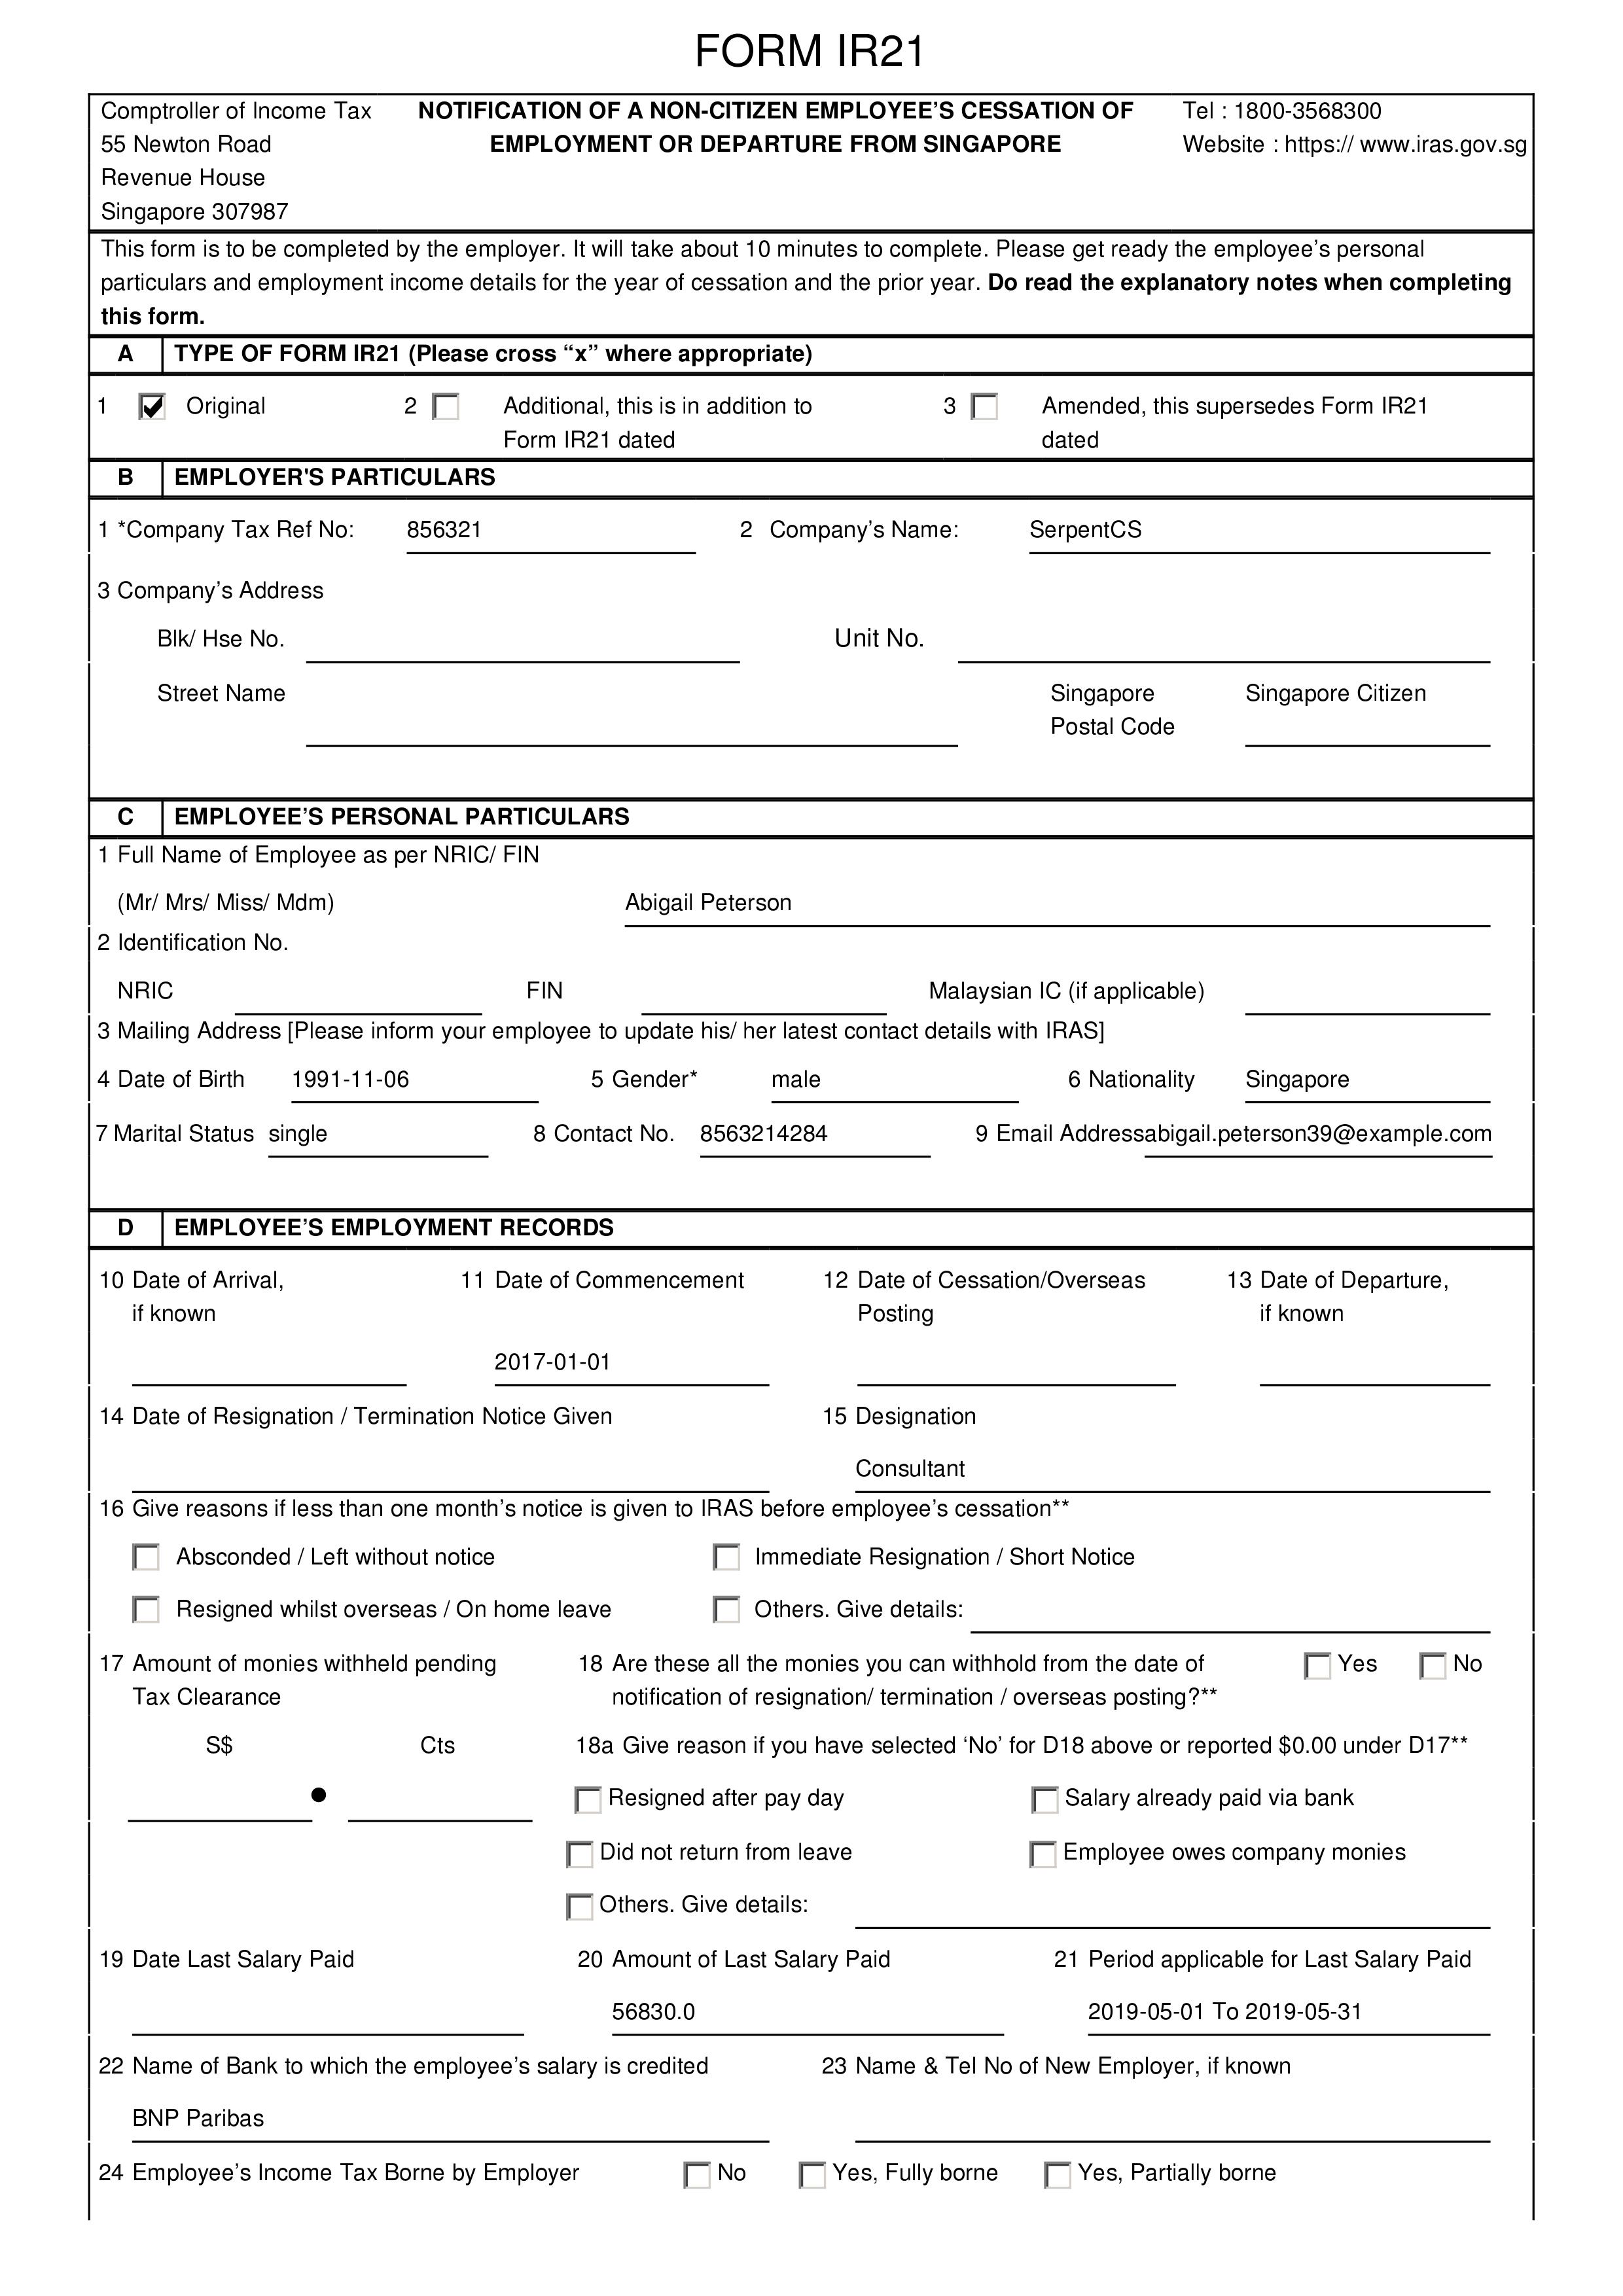 FORM IR21
Comptroller of Income Tax NOTIFICATION OF A NON-CITIZEN EMPLOYEE’S CESSATION OF Tel : 1800-3568300
55 Newton Road EMPLOYMENT OR DEPARTURE FROM SINGAPORE Website : https:// www.iras.gov.sg
Revenue House
Singapore 307987
This form is to be completed by the employer. It will take about 10 minutes to complete. Please get ready the employee’s personal
particulars and employment income details for the year of cessation and the prior year. Do read the explanatory notes when completing
this form.
A TYPE OF FORM IR21 (Please cross “x” where appropriate)
1 Original 2 Additional, this is in addition to 3 Amended, this supersedes Form IR21
Form IR21 dated dated
B EMPLOYER'S PARTICULARS
1 *Company Tax Ref No: 856321 2 Company’s Name: SerpentCS
3 Company’s Address
Blk/ Hse No. Unit No.
Street Name Singapore Singapore Citizen
Postal Code
C EMPLOYEE’S PERSONAL PARTICULARS
1 Full Name of Employee as per NRIC/ FIN
(Mr/ Mrs/ Miss/ Mdm) Abigail Peterson
2 Identification No.
NRIC FIN Malaysian IC (if applicable)
3 Mailing Address [Please inform your employee to update his/ her latest contact details with IRAS]
4 Date of Birth 1991-11-06 5 Gender* male 6 Nationality Singapore
7 Marital Status single 8 Contact No. 8563214284 9 Email Addressabigail.peterson39@example.com
D EMPLOYEE’S EMPLOYMENT RECORDS
10 Date of Arrival, 11 Date of Commencement 12 Date of Cessation/Overseas 13 Date of Departure,
if known Posting if known
2017-01-01
14 Date of Resignation / Termination Notice Given 15 Designation
Consultant
16 Give reasons if less than one month’s notice is given to IRAS before employee’s cessation**
Absconded / Left without notice Immediate Resignation / Short Notice
Resigned whilst overseas / On home leave Others. Give details:
17 Amount of monies withheld pending 18 Are these all the monies you can withhold from the date of Yes No
Tax Clearance notification of resignation/ termination / overseas posting?**
S$ Cts 18a Give reason if you have selected ‘No’ for D18 above or reported $0.00 under D17**
Resigned after pay day Salary already paid via bank
Did not return from leave Employee owes company monies
Others. Give details:
19 Date Last Salary Paid 20 Amount of Last Salary Paid 21 Period applicable for Last Salary Paid
56830.0 2019-05-01 To 2019-05-31
22 Name of Bank to which the employee’s salary is credited 23 Name & Tel No of New Employer, if known
BNP Paribas
24 Employee’s Income Tax Borne by Employer No Yes, Fully borne Yes, Partially borne